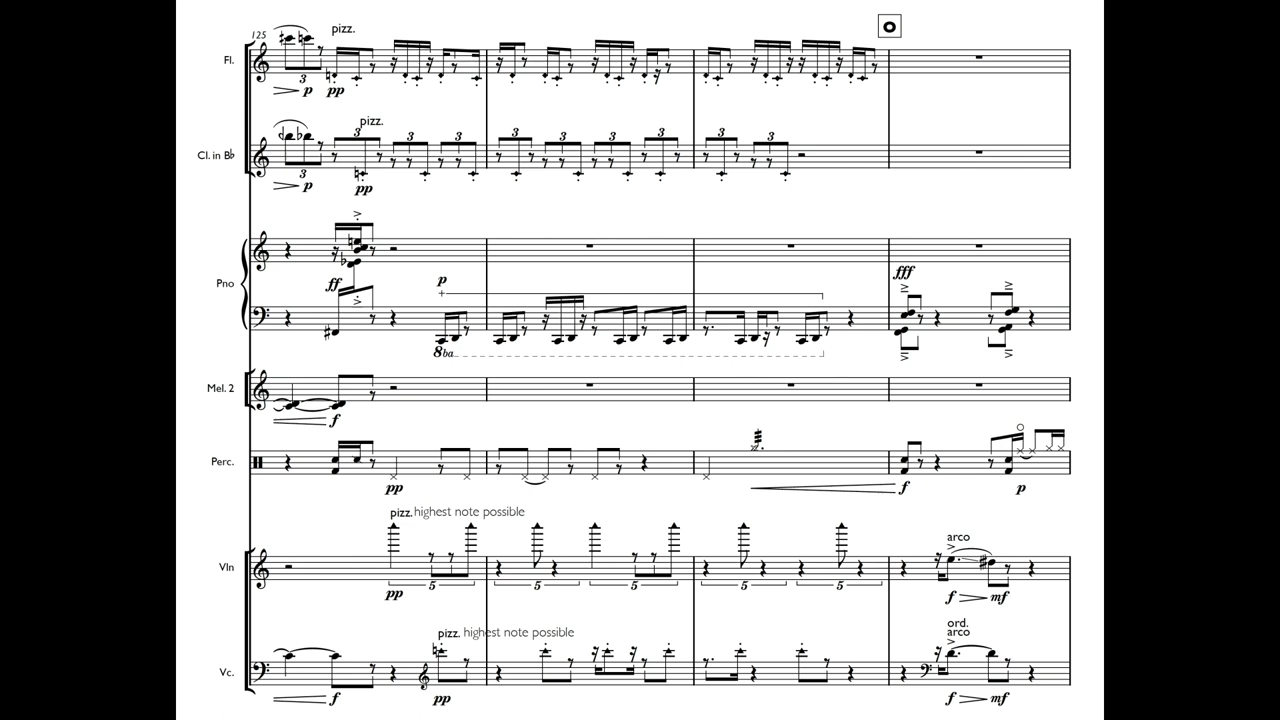 125
O
pizz.
Fl.
3
p
pp
pizz.
3
3
3
3
3
3
3
3
3
Cl. in B♭
3
p
pp
Pno
ff
p
fff
8ba
Mel. 2
f
Perc.
pp
f
p
pizz. highest note possible
arco
Vln
5
5
5
5
5
pp
f
mf
pizz. highest note possible
ord.
arco
Vc.
f
pp
f
mf